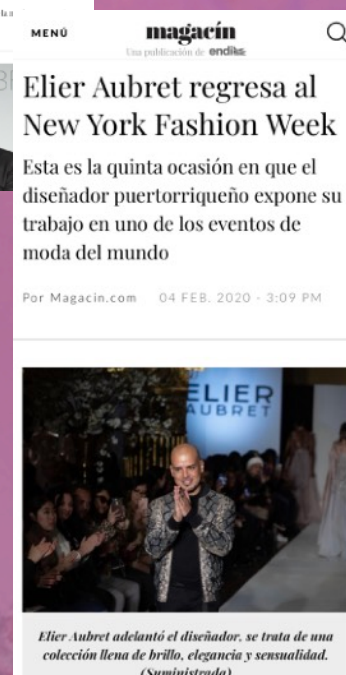 MENÚ
magacín
Una publicación de endi
Elier Aubret regresa al
New York Fashion Week
Esta es la quinta ocasión en que el
diseñador puertorriqueño expone su
trabajo en uno de los eventos de
moda del mundo
Por Magacin.com 04 FEB. 2020 - 3:09 PM
ELIER
AUBRET
Elier Aubret adelantó el diseñador, se trata de una
colección llena de brillo, elegancia y sensualidad.
(Suministrada)